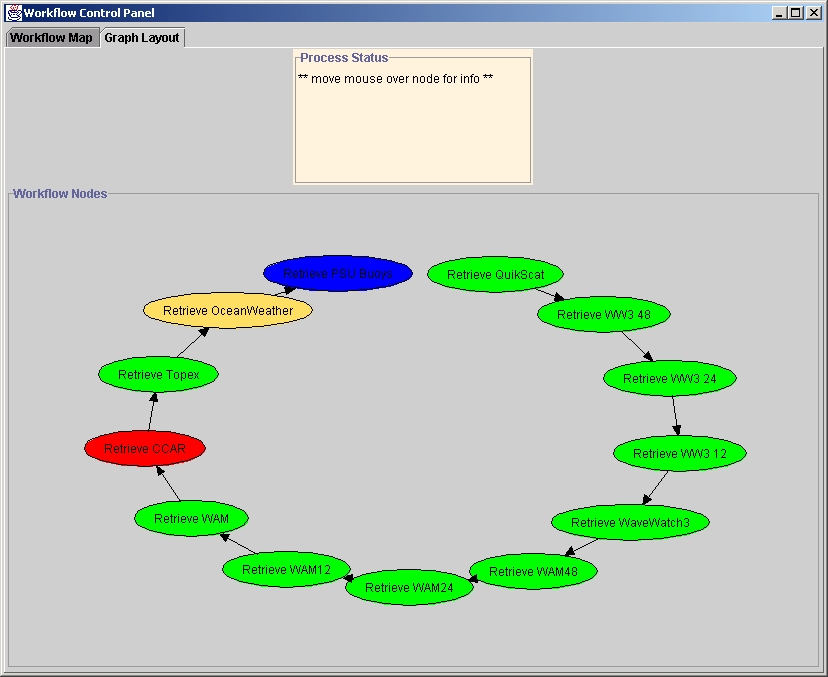 Workflow Control Panel
Workflow Map
Graph Layout
Process Status
** move mouse over node for info **
Workflow Nodes
Retrieve PSU Buoys
Retrieve QuikScat
Retrieve OceanWeather
Retrieve WW3 48
Retrieve Topex
Retrieve WW3 24
Retrieve CCAR
Retrieve WW3 12
Retrieve WAM
Retrieve WaveWatch3
Retrieve WAM12
Retrieve WAM48
Retrieve WAM24